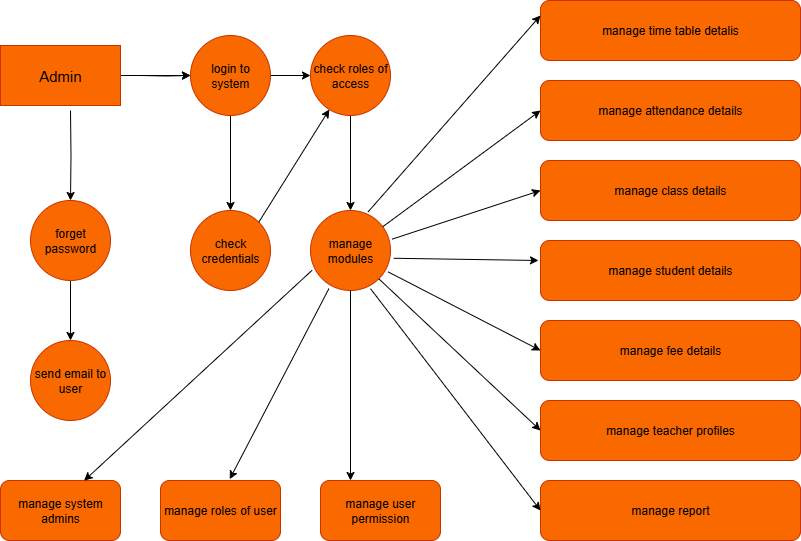 manage time table detalis
Admin
login to
system
check roles of
access
manage attendance details
manage class details
forget
password
check
credentials
manage
modules
manage student details
manage fee details
send email to
user
manage teacher profiles
manage system
admins
manage roles of user
manage user
permission
manage report